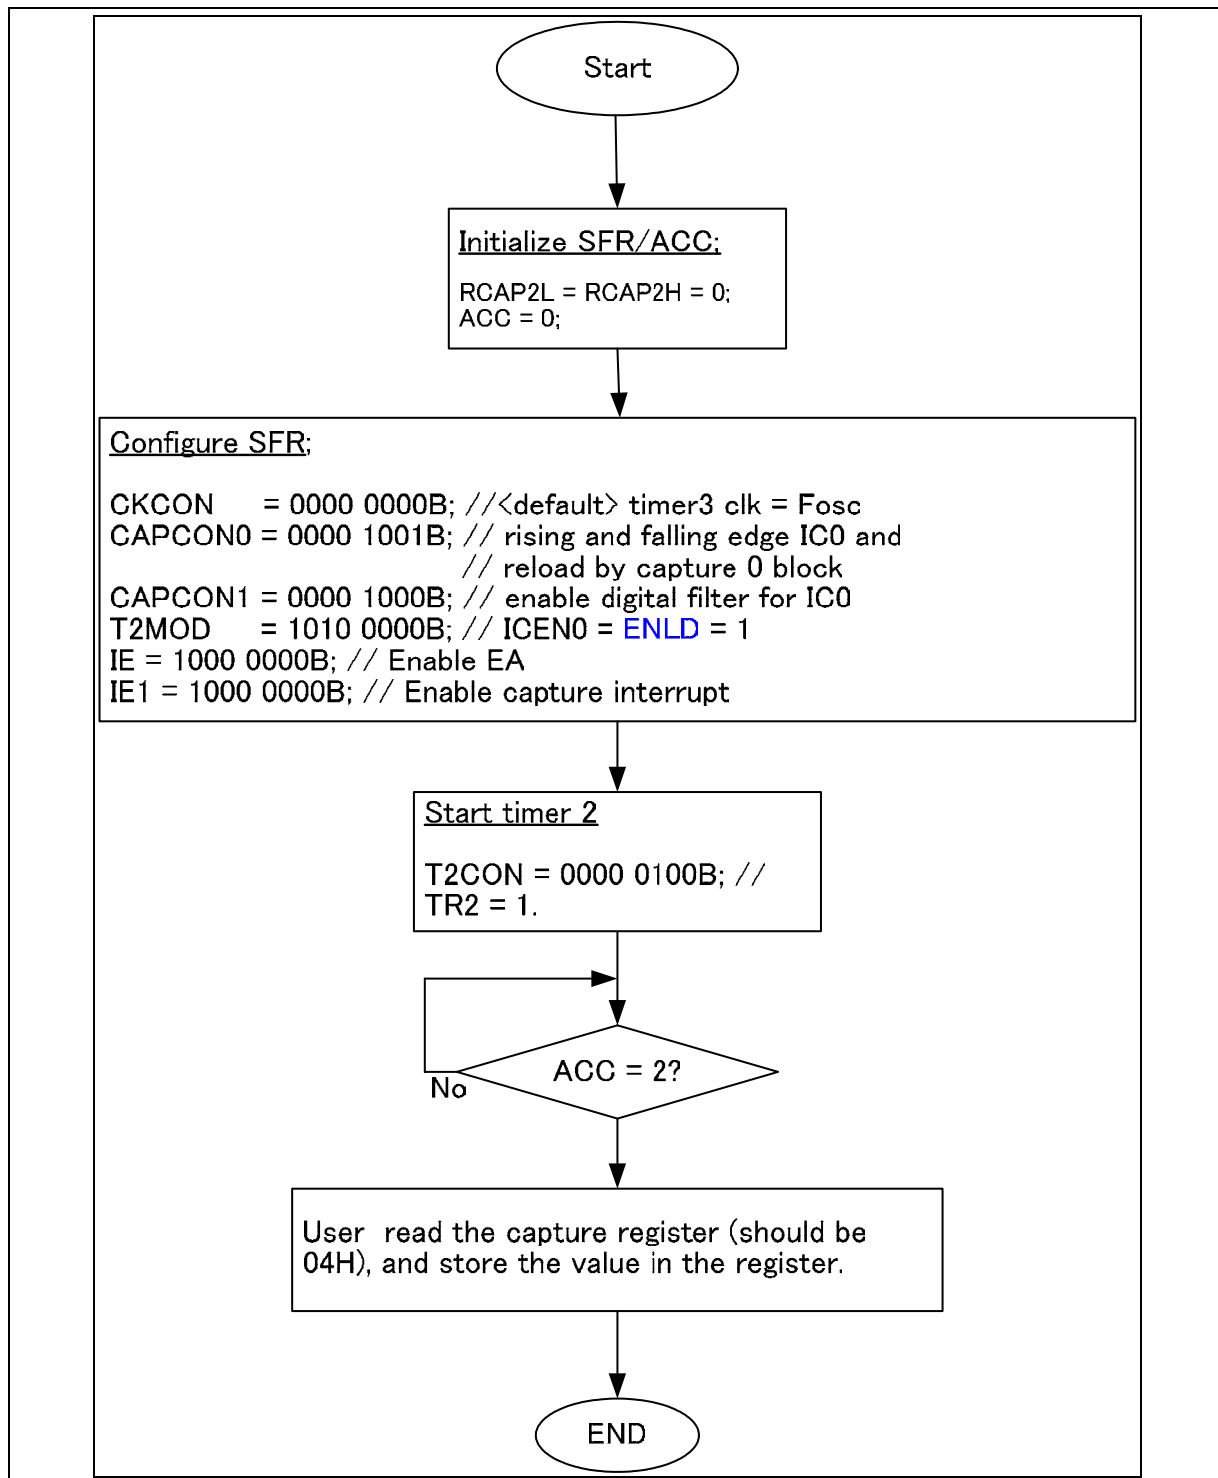 Start
Initialize SFR/ACC;
RCAP2L = RCAP2H = 0;
ACC = 0;
Configure SFR;
CKCON = 0000 0000B; //<default> timer3 clk = Fosc
CAPCON0 = 0000 1001B; // rising and falling edge IC0 and
// reload by capture 0 block
CAPCON1 = 0000 1000B; // enable digital filter for IC0
T2MOD = 1010 0000B; // ICEN0 = ENLD = 1
IE = 1000 0000B; // Enable EA
IE1 = 1000 0000B; // Enable capture interrupt
Start timer 2
T2CON = 0000 0100B; //
TR2 = 1.
ACC = 2?
No
User read the capture register (should be
04H), and store the value in the register.
END